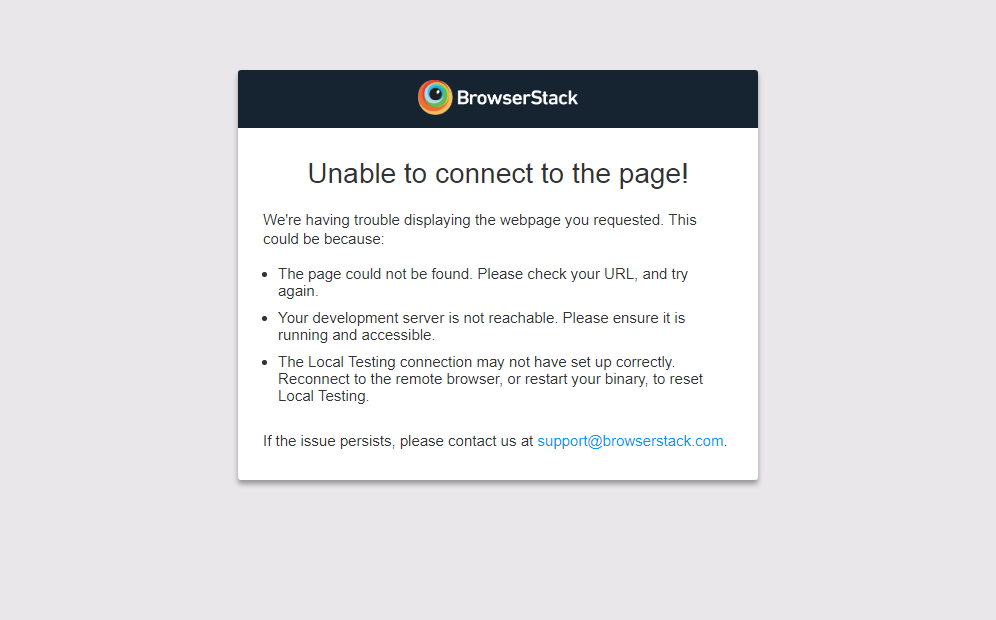 BrowserStack
Unable to connect to the page!
We're having trouble displaying the webpage you requested. This
could be because:
The page could not be found. Please check your URL, and try
again.
Your development server is not reachable. Please ensure it is
running and accessible.
The Local Testing connection may not have set up correctly.
Reconnect to the remote browser, or restart your binary, to reset
Local Testing.
If the issue persists, please contact us at support@browserstack.com.